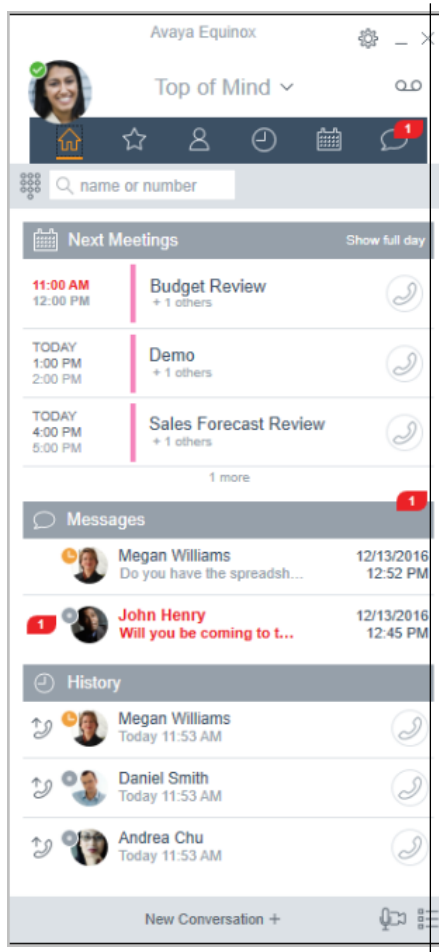 Avaya Equinox
Top of Mind
1
name or number
Next Meetings Show full day
11:00 AM Budget Review
12:00 PM + 1 others
TODAY
1:00 PM Demo
2:00 PM + 1 others
TODAY
4:00 PM Sales Forecast Review
5:00 PM + 1 others
1 more
1
Messages
Megan Williams 12/13/2016
Do you have the spreadsh... 12:52 PM
1 John Henry 12/13/2016
Will you be coming to t... 12:45 PM
History
Megan Williams
Today 11:53 AM
Daniel Smith
Today 11:53 AM
Andrea Chu
Today 11:53 AM
New Conversation +